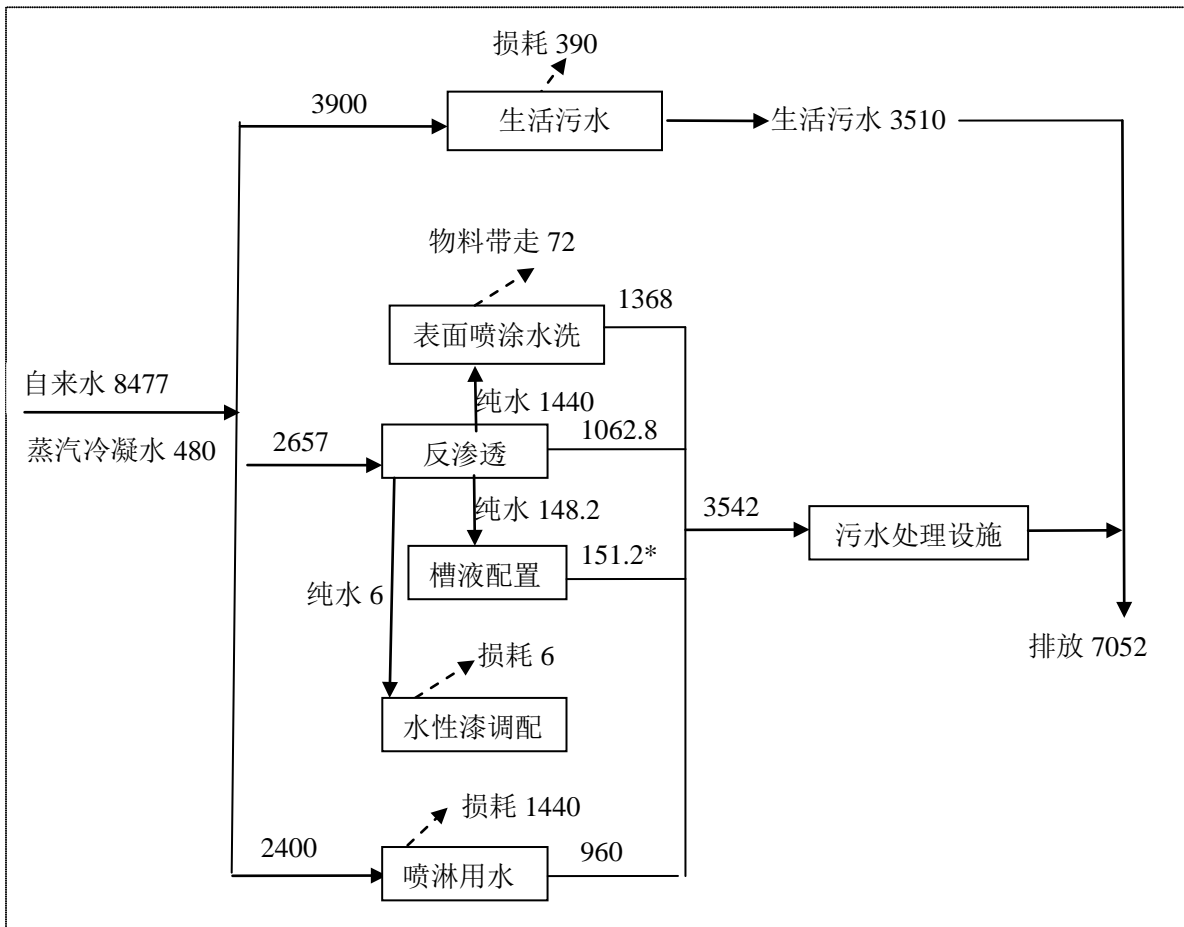 损耗 390
3900
生活污水
生活污水 3510
物料带走 72
1368
表面喷涂水洗
自来水 8477
纯水 1440
蒸汽冷凝水 480
2657
反渗透
1062.8
纯水 148.2
3542
污水处理设施
槽液配置
151.2*
纯水 6
损耗 6
排放 7052
水性漆调配
损耗 1440
2400
喷淋用水
960